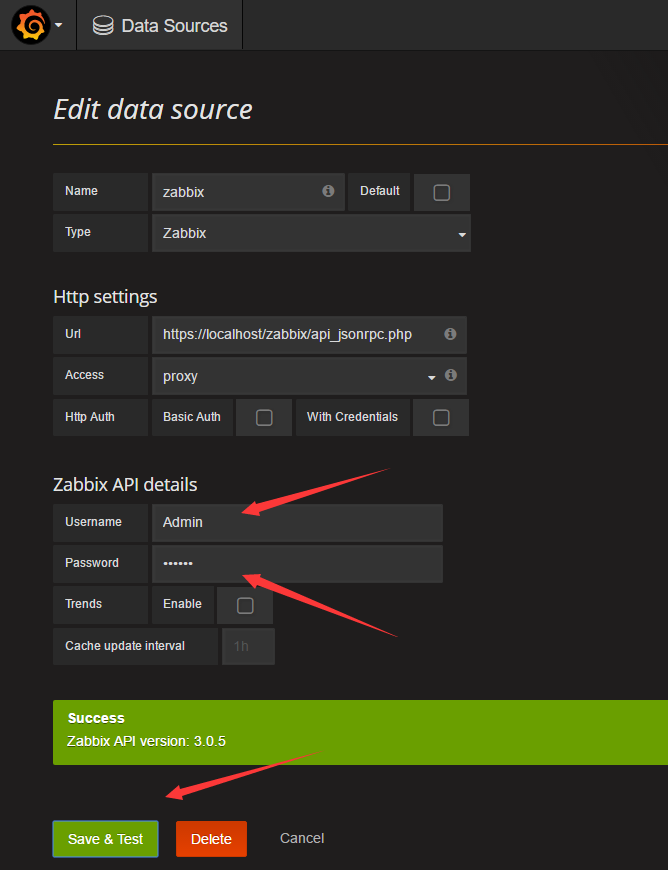 Data Sources
Edit data source
Name zabbix Default
Type Zabbix
Http settings
Url https://localhost/zabbix/api_jsonrpc.php
Access proxy
Http Auth Basic Auth With Credentials
Zabbix API details
Username Admin
Password ••••••
Trends Enable
Cache update interval 1h
Success
Zabbix API version: 3.0.5
Save & Test Delete Cancel